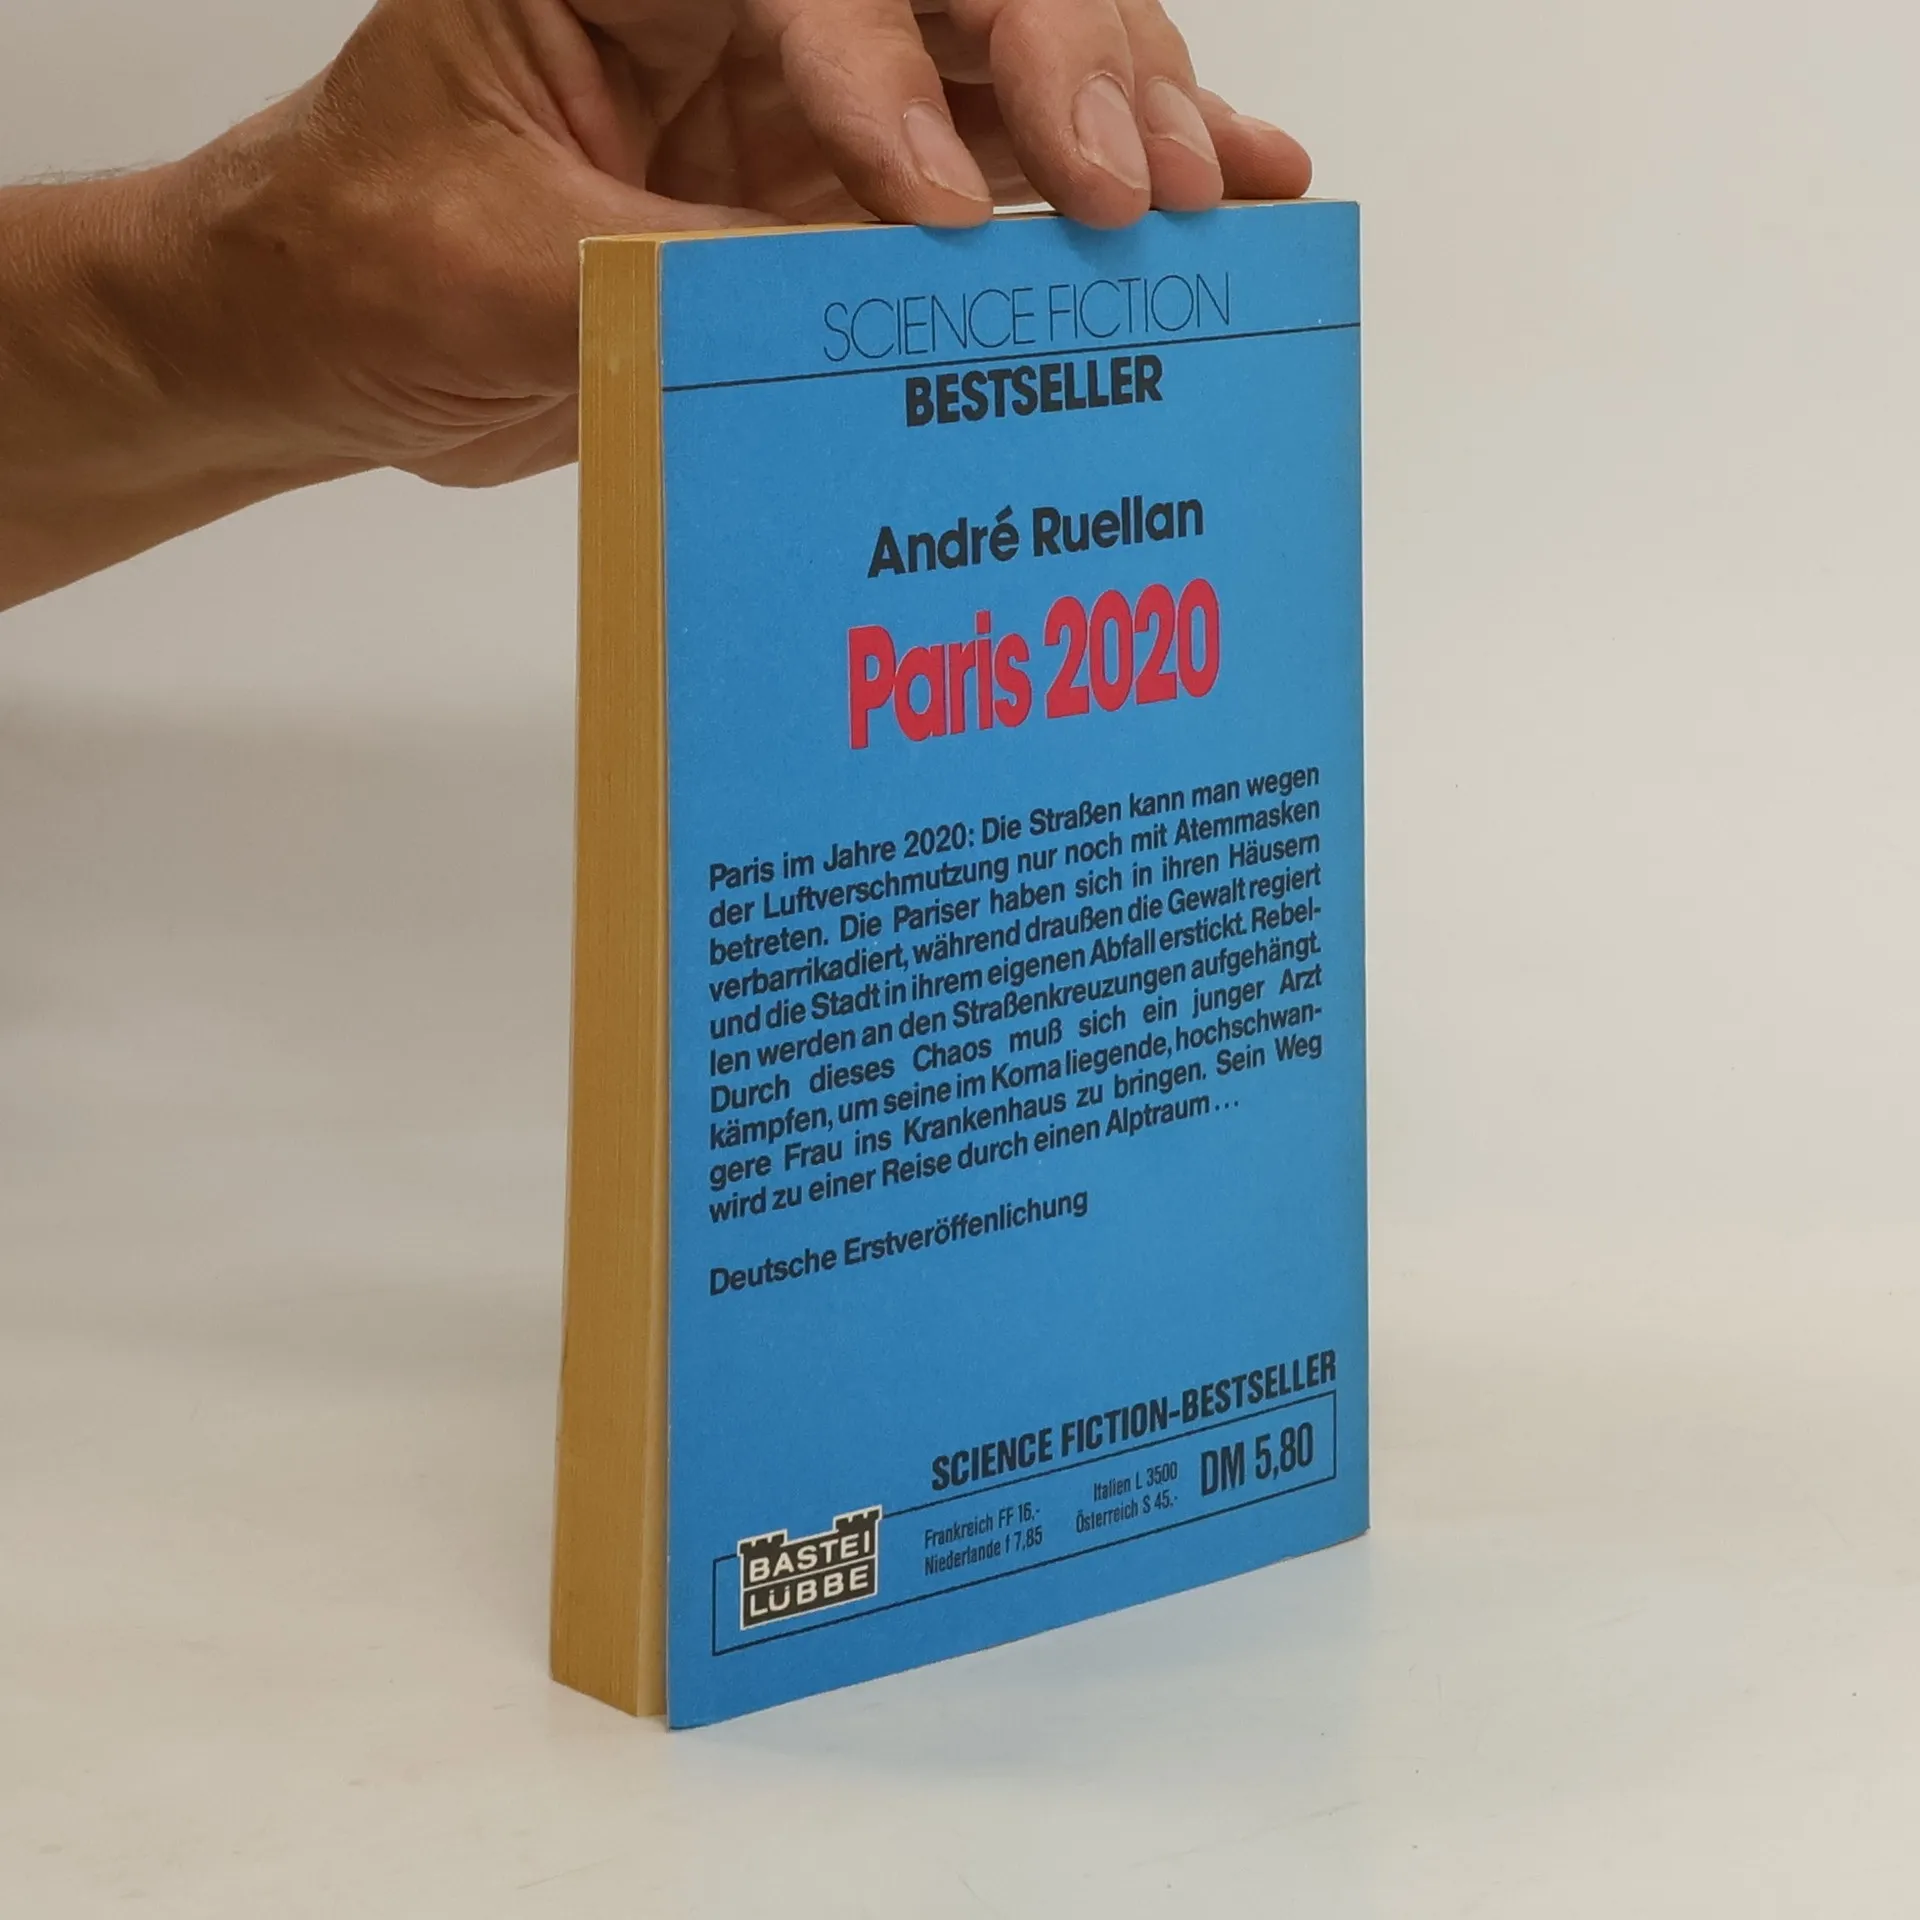 SCIENCE FICTION
BESTSELLER
André Ruellan
Paris 2020
Paris im Jahre 2020: Die Straßen kann man wegen
der Luftverschmutzung nur noch mit Atemmasken
betreten. Die Pariser haben sich in ihren Häusern
verbarrikadiert, während draußen die Gewalt regiert
und die Stadt in ihrem eigenen Abfall erstickt. Rebel-
len werden an den Straßenkreuzungen aufgehängt.
Durch dieses Chaos muß sich ein junger Arzt
kämpfen, um seine im Koma liegende, hochschwan-
gere Frau ins Krankenhaus zu bringen. Sein Weg
wird zu einer Reise durch einen Alptraum...
Deutsche Erstveröffenlichung
SCIENCE FICTION-BESTSELLER
BASTEI
LÜBBE
Frankreich FF 16,-
Niederlande f 7,85
Italien L 3500
Österreich S 45,-
DM 5,80